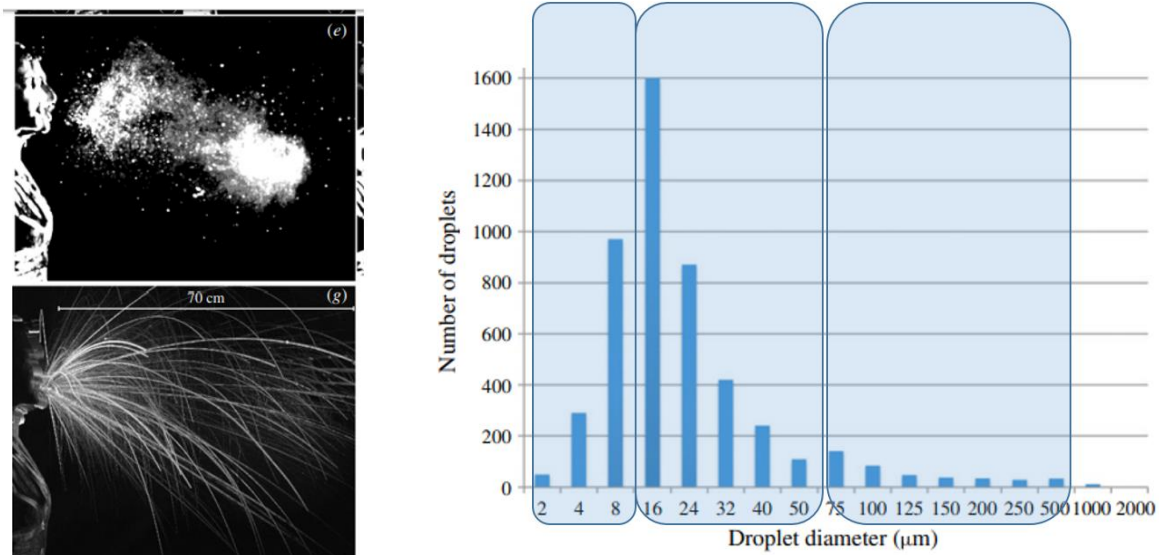 (e)
(g)
70 cm
1600
1400
1200
1000
800
600
400
200
0
Number of droplets
2 4 8 16 24 32 40 50 75 100 125 150 200 250 500 1000 2000
Droplet diameter (μm)